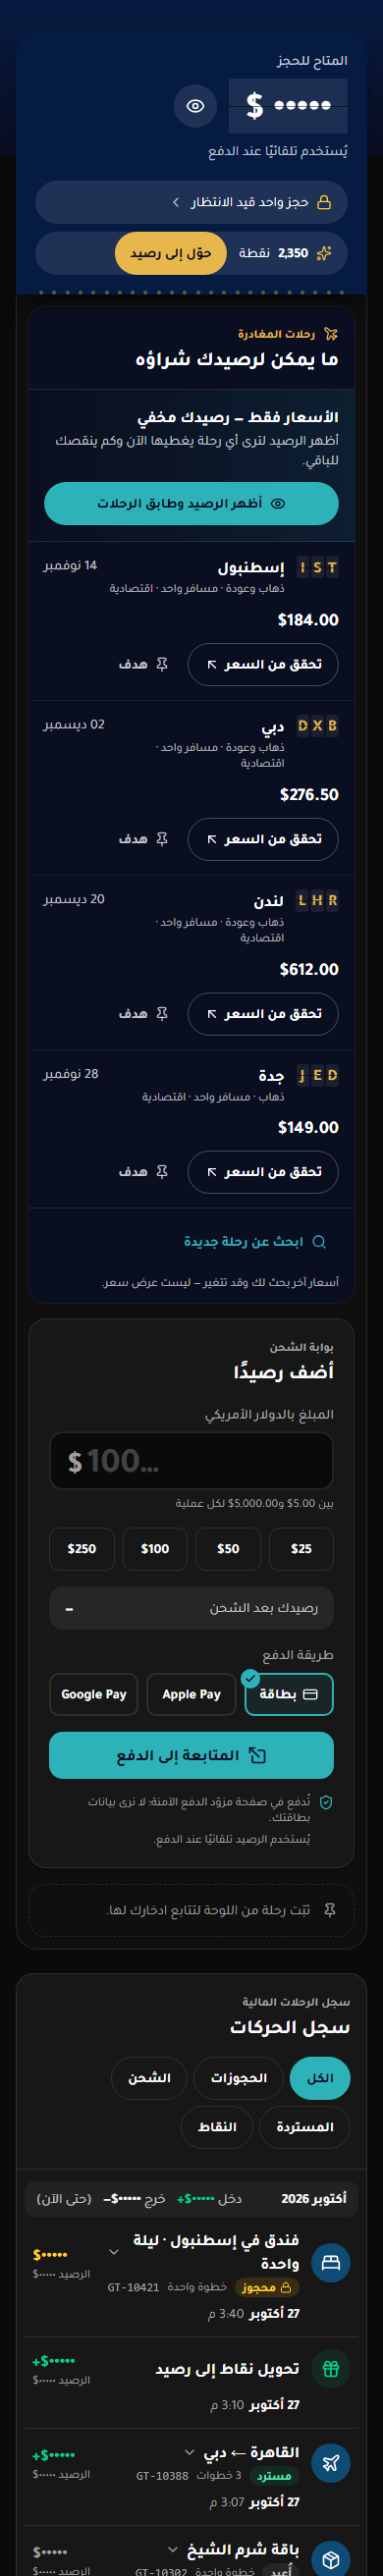 المتاح للحجز
$ •••••
يُستخدم تلقائيًا عند الدفع
حجز واحد قيد الانتظار
2,350 نقطة
حوّل إلى رصيد
رحلات المغادرة
ما يمكن لرصيدك شراؤه
الأسعار فقط – رصيدك مخفي
أظهر الرصيد لترى أي رحلة يغطيها الآن وكم ينقصك
للباقي.
أظهر الرصيد وطابق الرحلات
IST إسطنبول 14 نوفمبر
ذهاب وعودة · مسافر واحد · اقتصادية
$184.00
تحقق من السعر هدف
DXB دبي 02 ديسمبر
ذهاب وعودة · مسافر واحد ·
اقتصادية
$276.50
تحقق من السعر هدف
LHR لندن 20 ديسمبر
ذهاب وعودة · مسافر واحد ·
اقتصادية
$612.00
تحقق من السعر هدف
JED جدة 28 نوفمبر
ذهاب · مسافر واحد · اقتصادية
$149.00
تحقق من السعر هدف
ابحث عن رحلة جديدة
أسعار آخر بحث لك وقد تتغير – ليست عرض سعر.
بوابة الشحن
أضف رصيدًا
المبلغ بالدولار الأمريكي
$ 100...
بين $5.00 و$5,000.00 لكل عملية
$25 $50 $100 $250
رصيدك بعد الشحن –
طريقة الدفع
بطاقة Apple Pay Google Pay
المتابعة إلى الدفع
تُدفع في صفحة مزوّد الدفع الآمنة؛ لا نرى بيانات
بطاقتك.
يُستخدم الرصيد تلقائيًا عند الدفع.
ثبّت رحلة من اللوحة لتتابع ادخارك لها.
سجل الرحلات المالية
سجل الحركات
الكل الحجوزات الشحن
المستردة النقاط
أكتوبر 2026 دخل $•••••+ خرج $•••••– (حتى الآن)
فندق في إسطنبول · ليلة
واحدة
$•••••
محجوز خطوة واحدة GT-10421
الرصيد $•••••
27 أكتوبر 3:40 م
تحويل نقاط إلى رصيد
+$•••••
الرصيد $•••••
27 أكتوبر 3:10 م
القاهرة ← دبي
+$•••••
مسترد 3 خطوات GT-10388
الرصيد $•••••
27 أكتوبر 3:07 م
باقة شرم الشيخ
$•••••
أعيد خطوة واحدة GT-10302
الرصيد $•••••